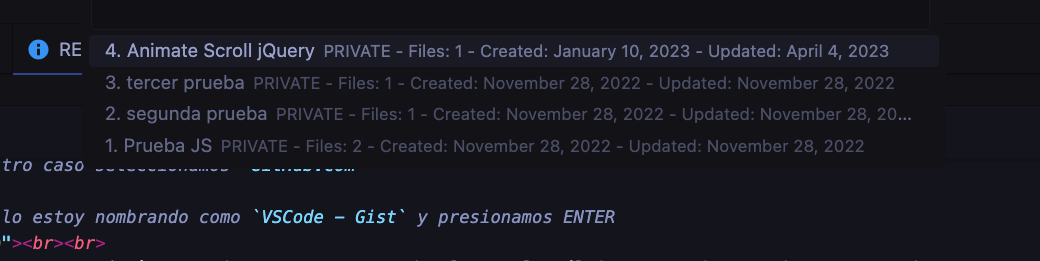 RE
4. Animate Scroll jQuery PRIVATE - Files: 1 - Created: January 10, 2023 - Updated: April 4, 2023
3. tercer prueba PRIVATE - Files: 1 - Created: November 28, 2022 - Updated: November 28, 2022
2. segunda prueba PRIVATE - Files: 1 - Created: November 28, 2022 - Updated: November 28, 20...
1. Prueba JS PRIVATE - Files: 2 - Created: November 28, 2022 - Updated: November 28, 2022
tro caso seleccionamos `GitHub.com`
lo estoy nombrando como `VSCode - Gist` y presionamos ENTER
"><br><br>